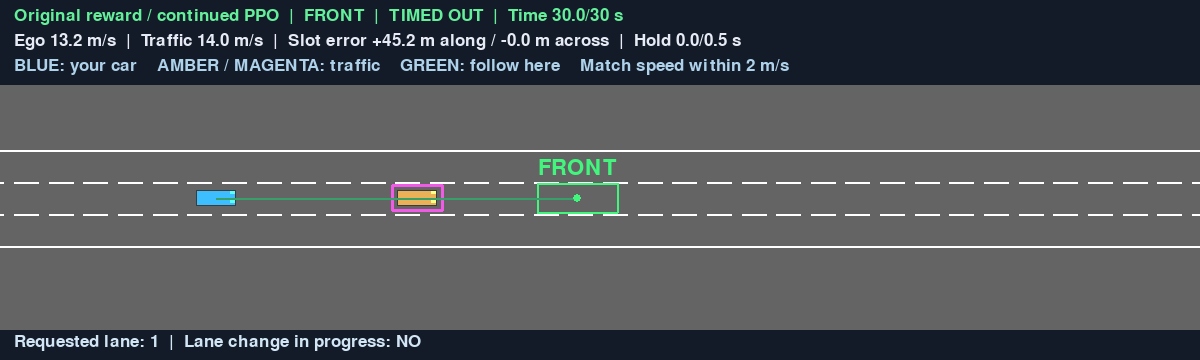 Original reward / continued PPO | FRONT | TIMED OUT | Time 30.0/30 s
Ego 13.2 m/s | Traffic 14.0 m/s | Slot error +45.2 m along / -0.0 m across | Hold 0.0/0.5 s
BLUE: your car AMBER / MAGENTA: traffic GREEN: follow here Match speed within 2 m/s
FRONT
Requested lane: 1 | Lane change in progress: NO